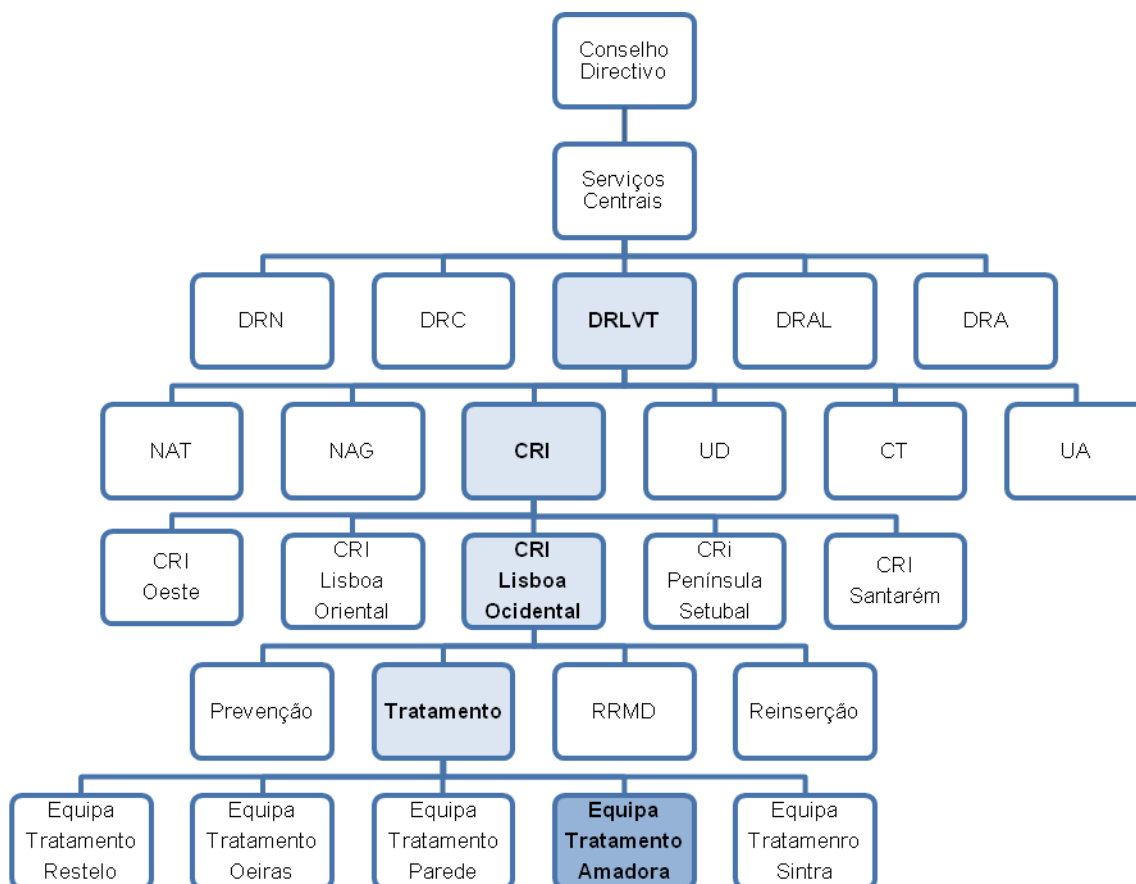 Conselho
Directivo
Serviços
Centrais
DRN
DRC
DRLVT
DRAL
DRA
NAT
NAG
CRI
UD
CT
UA
CRI
Oeste
CRI
Lisboa
Oriental
CRI
Lisboa
Ocidental
CRi
Península
Setubal
CRI
Santarém
Prevenção
Tratamento
RRMD
Reinserção
Equipa
Tratamento
Restelo
Equipa
Tratamento
Oeiras
Equipa
Tratamento
Parede
Equipa
Tratamento
Amadora
Equipa
Tratamenro
Sintra